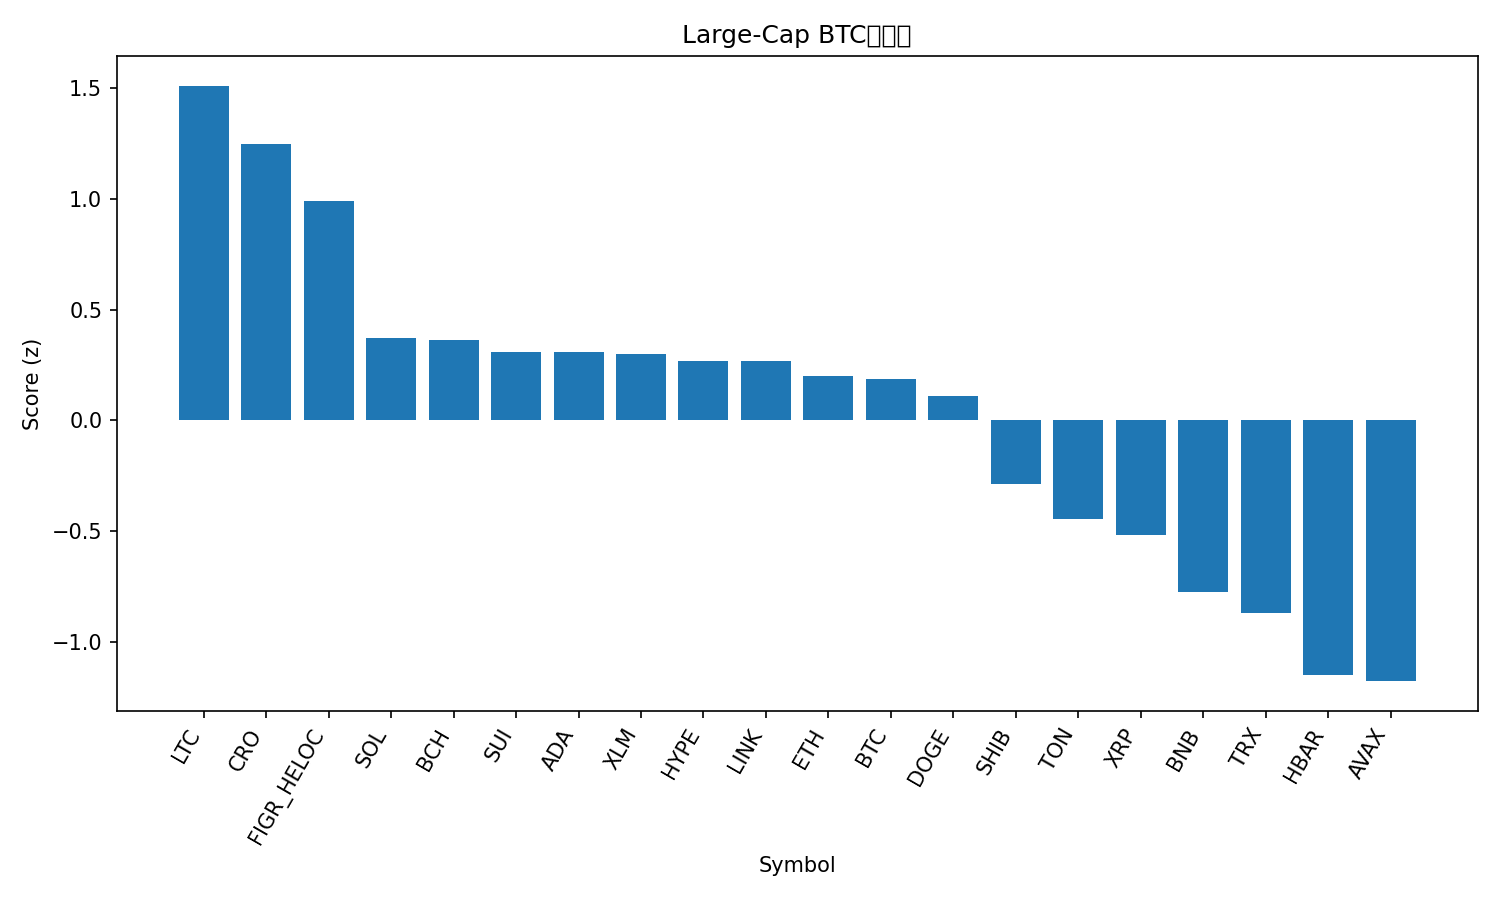 Large-Cap BTC
Score (z)
1.5
1.0
0.5
0.0
−0.5
−1.0
LTC
CRO
FIGR_HELOC
SOL
BCH
SUI
ADA
XLM
HYPE
LINK
ETH
BTC
DOGE
SHIB
TON
XRP
BNB
TRX
HBAR
AVAX
Symbol